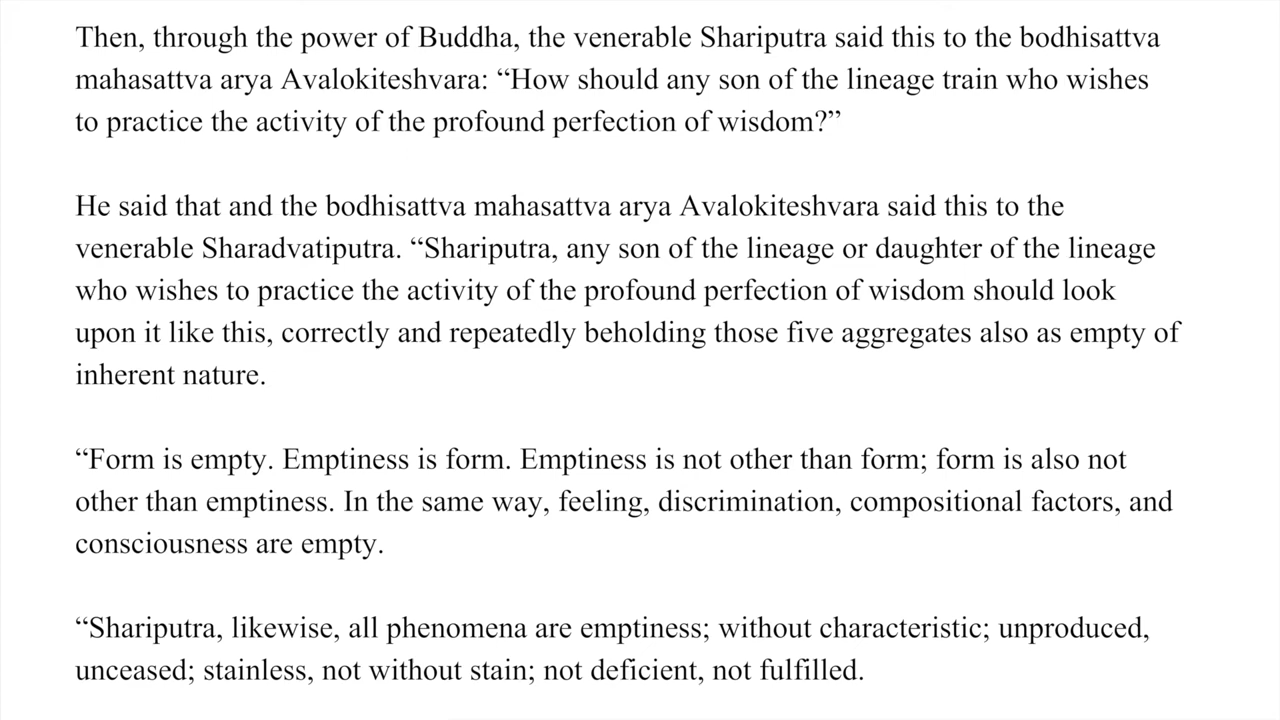 Then, through the power of Buddha, the venerable Shariputra said this to the bodhisattva
mahasattva arya Avalokiteshvara: “How should any son of the lineage train who wishes
to practice the activity of the profound perfection of wisdom?”
He said that and the bodhisattva mahasattva arya Avalokiteshvara said this to the
venerable Sharadvatiputra. “Shariputra, any son of the lineage or daughter of the lineage
who wishes to practice the activity of the profound perfection of wisdom should look
upon it like this, correctly and repeatedly beholding those five aggregates also as empty of
inherent nature.
“Form is empty. Emptiness is form. Emptiness is not other than form; form is also not
other than emptiness. In the same way, feeling, discrimination, compositional factors, and
consciousness are empty.
“Shariputra, likewise, all phenomena are emptiness; without characteristic; unproduced,
unceased; stainless, not without stain; not deficient, not fulfilled.